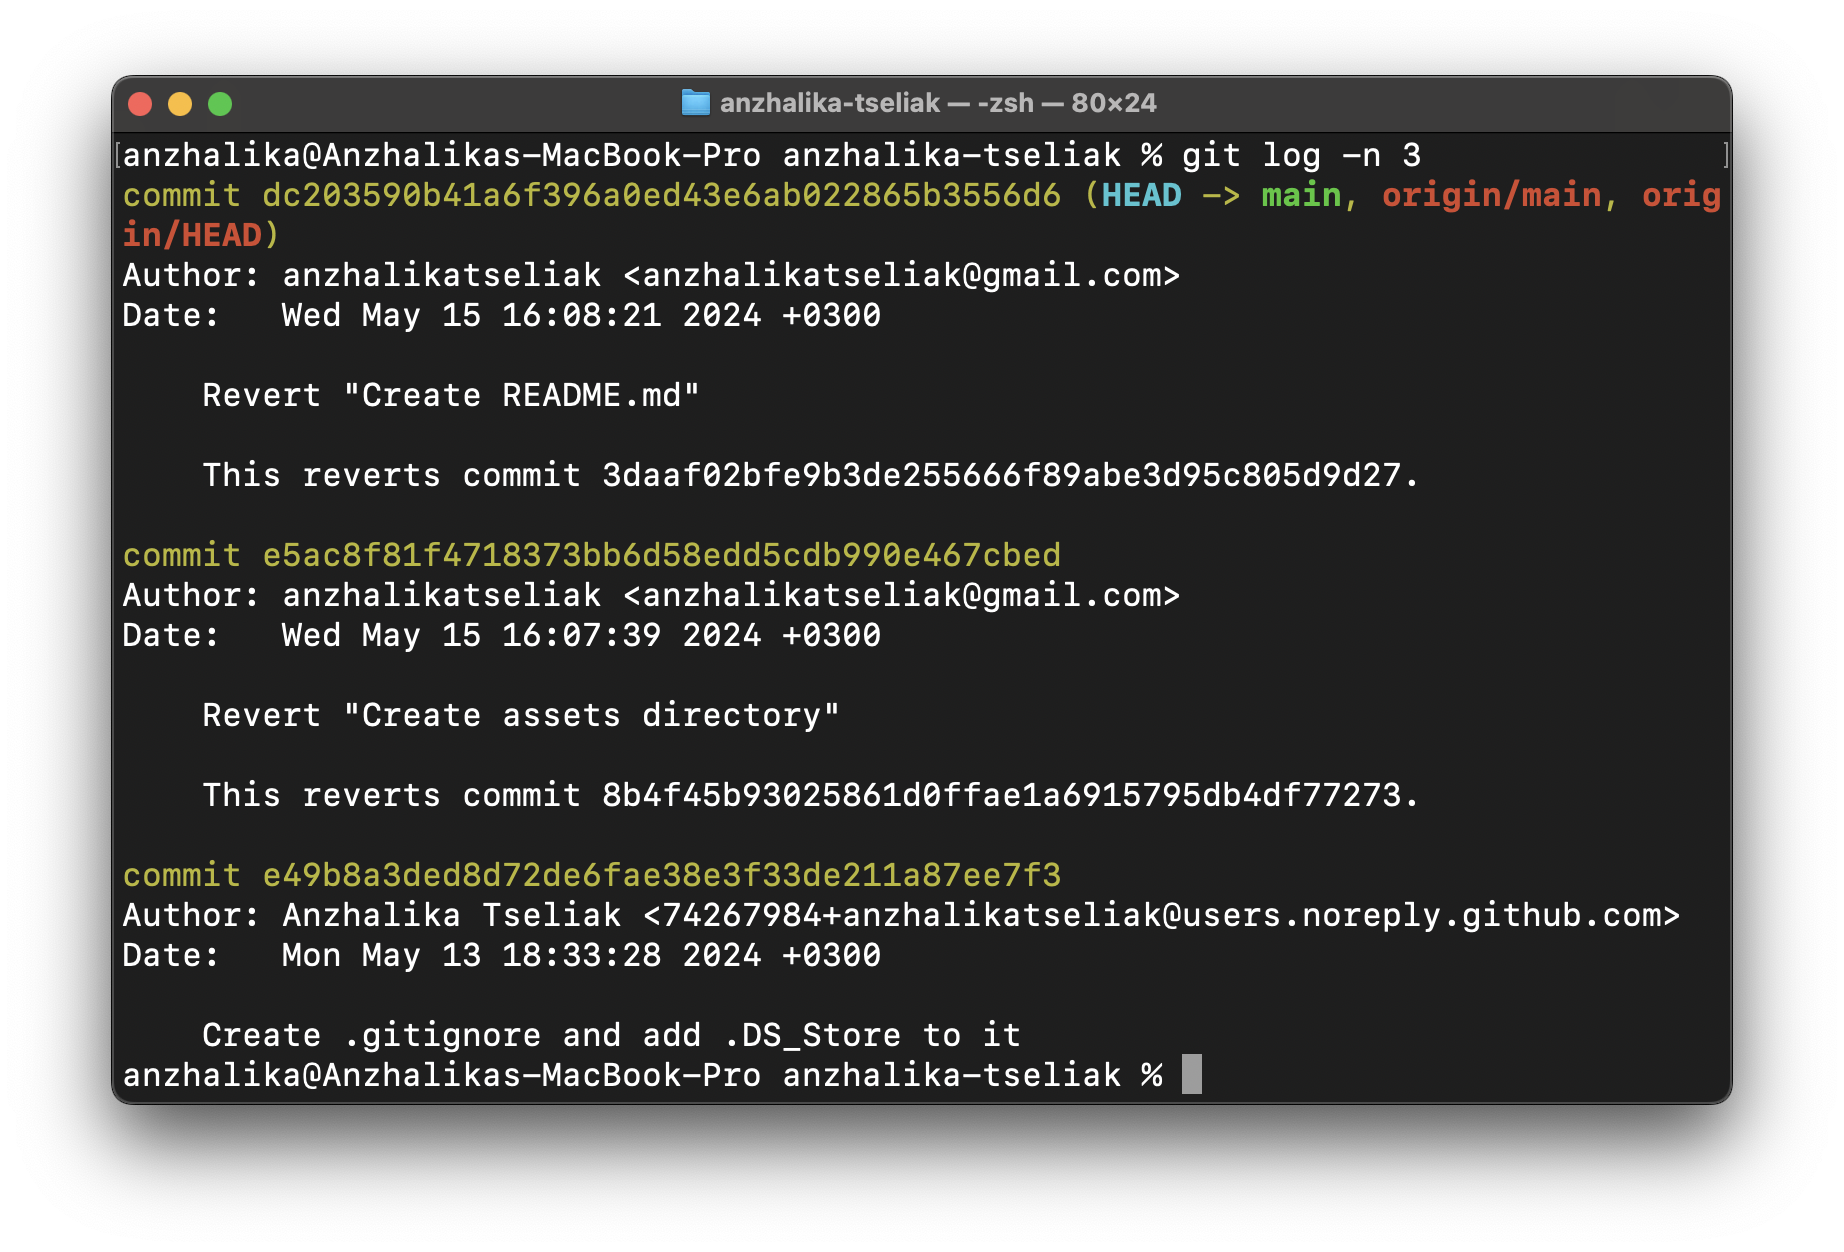 anzhalika-tseliak — -zsh — 80×24
[anzhalika@Anzhalikas-MacBook-Pro anzhalika-tseliak % git log -n 3 ]
commit dc203590b41a6f396a0ed43e6ab022865b3556d6 (HEAD -> main, origin/main, orig
in/HEAD)
Author: anzhalikatseliak <anzhalikatseliak@gmail.com>
Date:   Wed May 15 16:08:21 2024 +0300
    Revert "Create README.md"
    This reverts commit 3daaf02bfe9b3de255666f89abe3d95c805d9d27.
commit e5ac8f81f4718373bb6d58edd5cdb990e467cbed
Author: anzhalikatseliak <anzhalikatseliak@gmail.com>
Date:   Wed May 15 16:07:39 2024 +0300
    Revert "Create assets directory"
    This reverts commit 8b4f45b93025861d0ffae1a6915795db4df77273.
commit e49b8a3ded8d72de6fae38e3f33de211a87ee7f3
Author: Anzhalika Tseliak <74267984+anzhalikatseliak@users.noreply.github.com>
Date:   Mon May 13 18:33:28 2024 +0300
    Create .gitignore and add .DS_Store to it
anzhalika@Anzhalikas-MacBook-Pro anzhalika-tseliak %